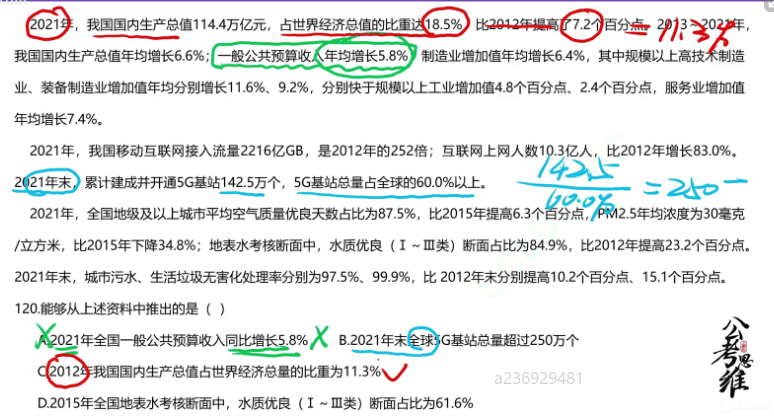 2021年，我国国内生产总值114.4万亿元，占世界经济总值的比重达18.5%，比2012年提高了7.2个百分点。2013～2021年， =11.3%
我国国内生产总值年均增长6.6%；一般公共预算收入年均增长5.8%，制造业增加值年均增长6.4%，其中规模以上高技术制造
业、装备制造业增加值年均分别增长11.6%、9.2%，分别快于规模以上工业增加值4.8个百分点、2.4个百分点，服务业增加值
年均增长7.4%。
2021年，我国移动互联网接入流量2216亿GB，是2012年的252倍；互联网上网人数10.3亿人，比2012年增长83.0%。
2021年末，累计建成并开通5G基站142.5万个，5G基站总量占全球的60.0%以上。
142.5
60.0%
=250-
2021年，全国地级及以上城市平均空气质量优良天数占比为87.5%，比2015年提高6.3个百分点，PM2.5年均浓度为30毫克
/立方米，比2015年下降34.8%；地表水考核断面中，水质优良（Ⅰ～Ⅲ类）断面占比为84.9%，比2012年提高23.2个百分点。
2021年末，城市污水、生活垃圾无害化处理率分别为97.5%、99.9%，比 2012年末分别提高10.2个百分点、15.1个百分点。
120.能够从上述资料中推出的是（ ）
A.2021年全国一般公共预算收入同比增长5.8% B.2021年末全球5G基站总量超过250万个
C.2012年我国国内生产总值占世界经济总量的比重为11.3%
D.2015年全国地表水考核断面中，水质优良（Ⅰ～Ⅲ类）断面占比为61.6%
a236929481
公考思维